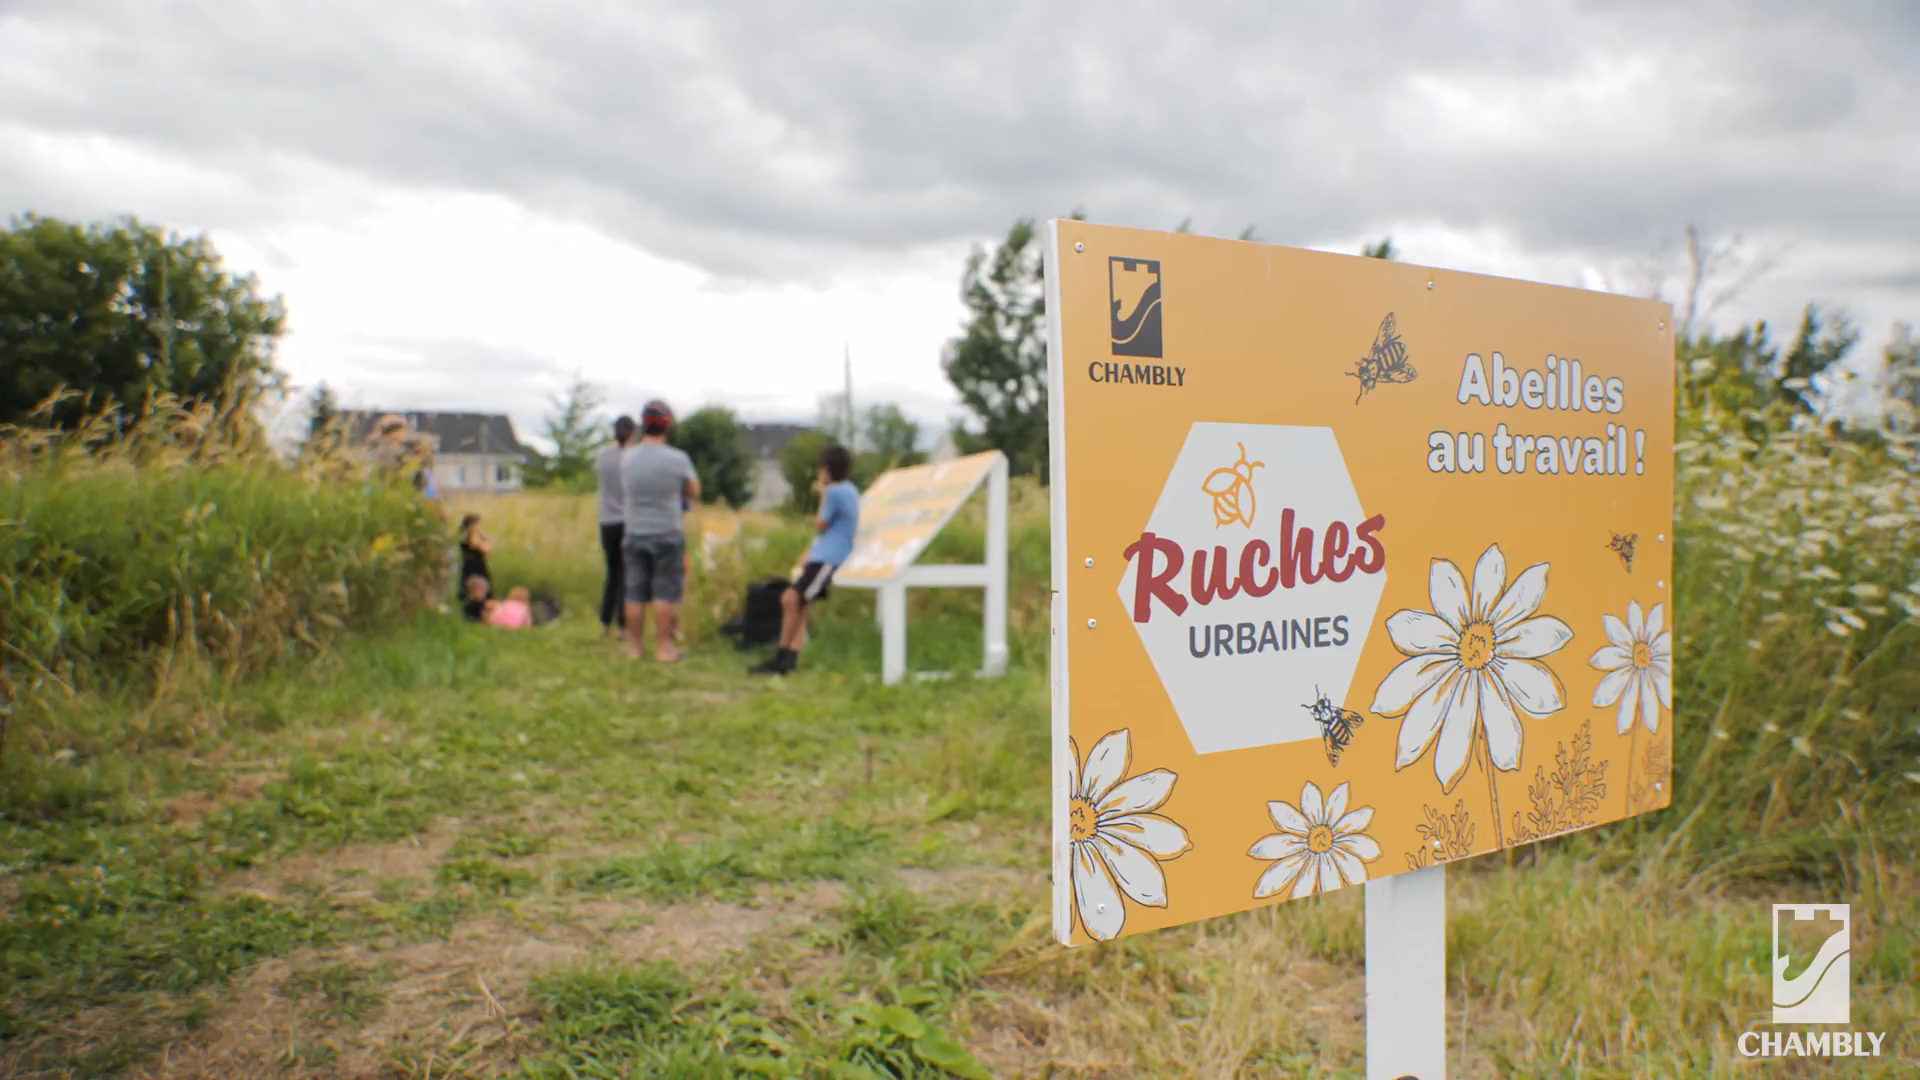 CHAMBLY
Abeilles
au travail !
Ruches
URBAINES
CHAMBLY